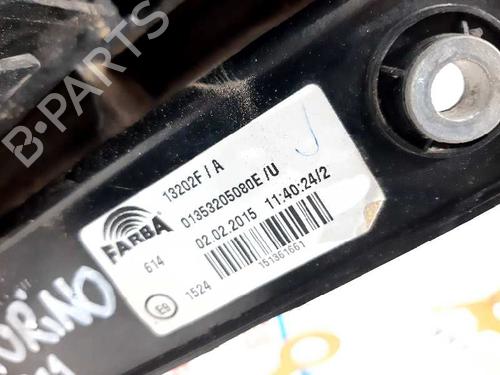 B-PARTS
FARBA
13202F / A
01353205080E /U
02.02.2015 11:40:24/2
614
E9
1524
151361661